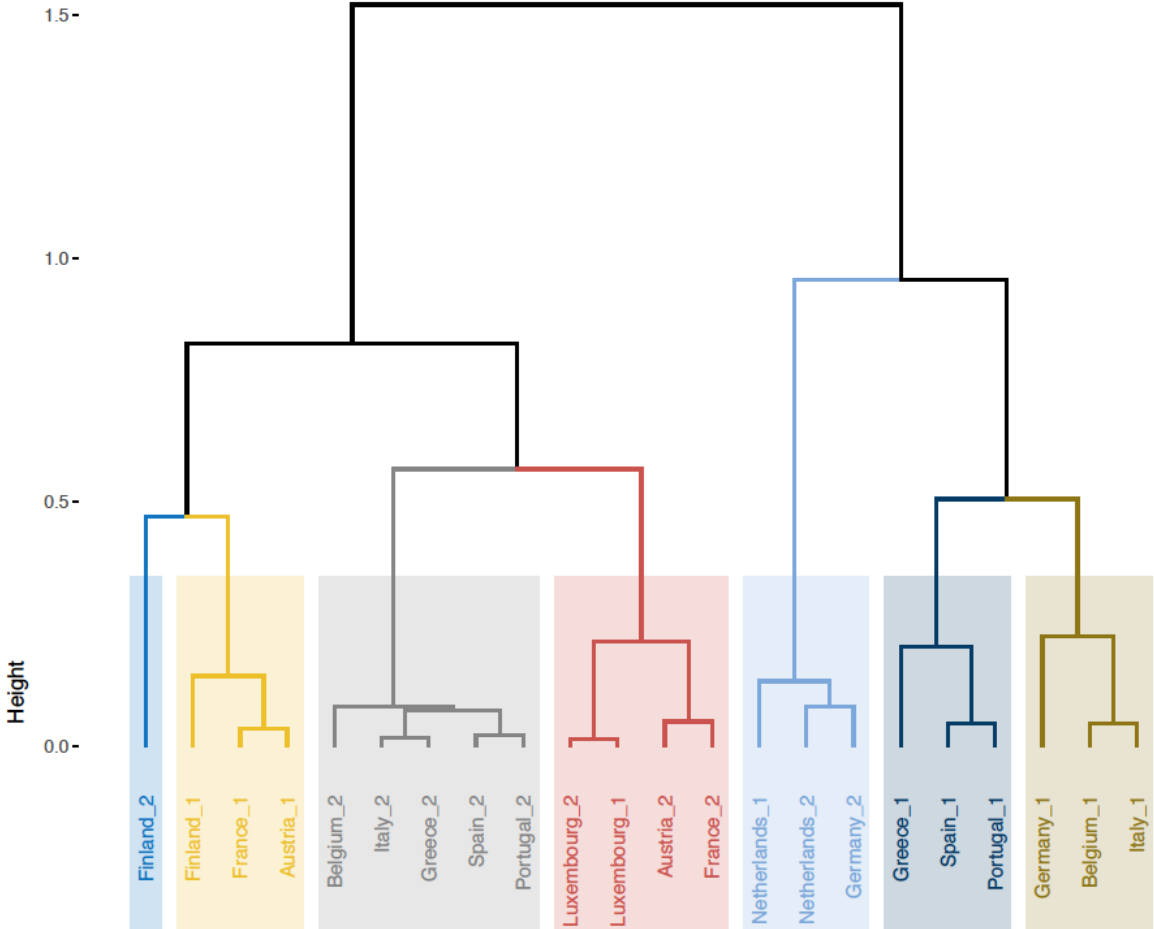 1.5
1.0
0.5
0.0
Height
Finland_2
Finland_1
France_1
Austria_1
Belgium_2
Italy_2
Greece_2
Spain_2
Portugal_2
Luxembourg_2
Luxembourg_1
Austria_2
France_2
Netherlands_1
Netherlands_2
Germany_2
Greece_1
Spain_1
Portugal_1
Germany_1
Belgium_1
Italy_1